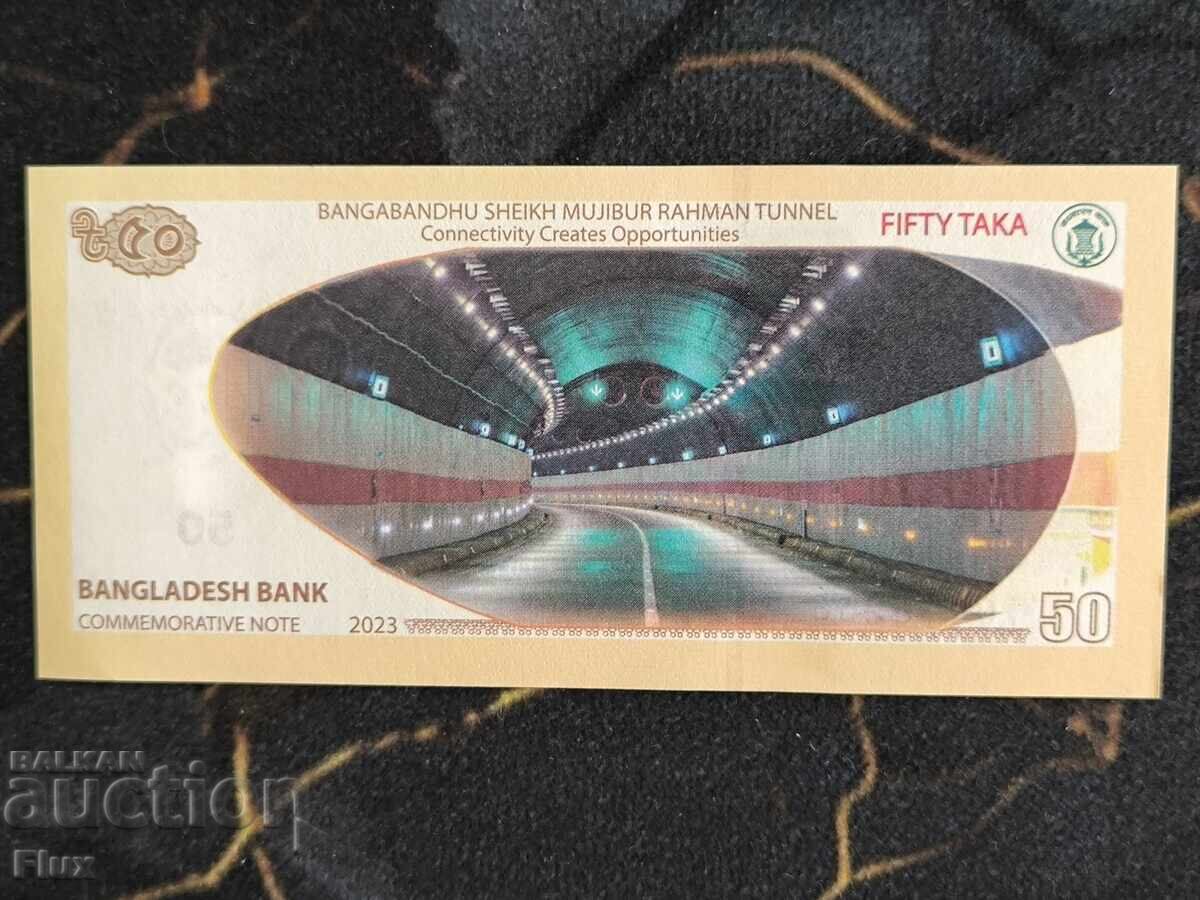 ৳ ৫০
BANGABANDHU SHEIKH MUJIBUR RAHMAN TUNNEL
Connectivity Creates Opportunities
FIFTY TAKA
BANGLADESH BANK
COMMEMORATIVE NOTE 2023
50
BALKAN
auction
Flux